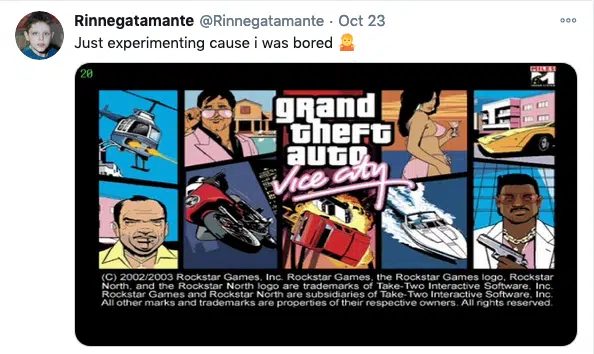 Rinnegatamante @Rinnegatamante · Oct 23
Just experimenting cause i was bored
20
MILES
grand
theft
auto
Vice City
(C) 2002/2003 Rockstar Games, Inc. Rockstar Games, the Rockstar Games logo, Rockstar
North, and the Rockstar North logo are trademarks of Take-Two Interactive Software, Inc.
Rockstar Games and Rockstar North are subsidiaries of Take-Two Interactive Software, Inc.
All other marks and trademarks are properties of their respective owners. All rights reserved.